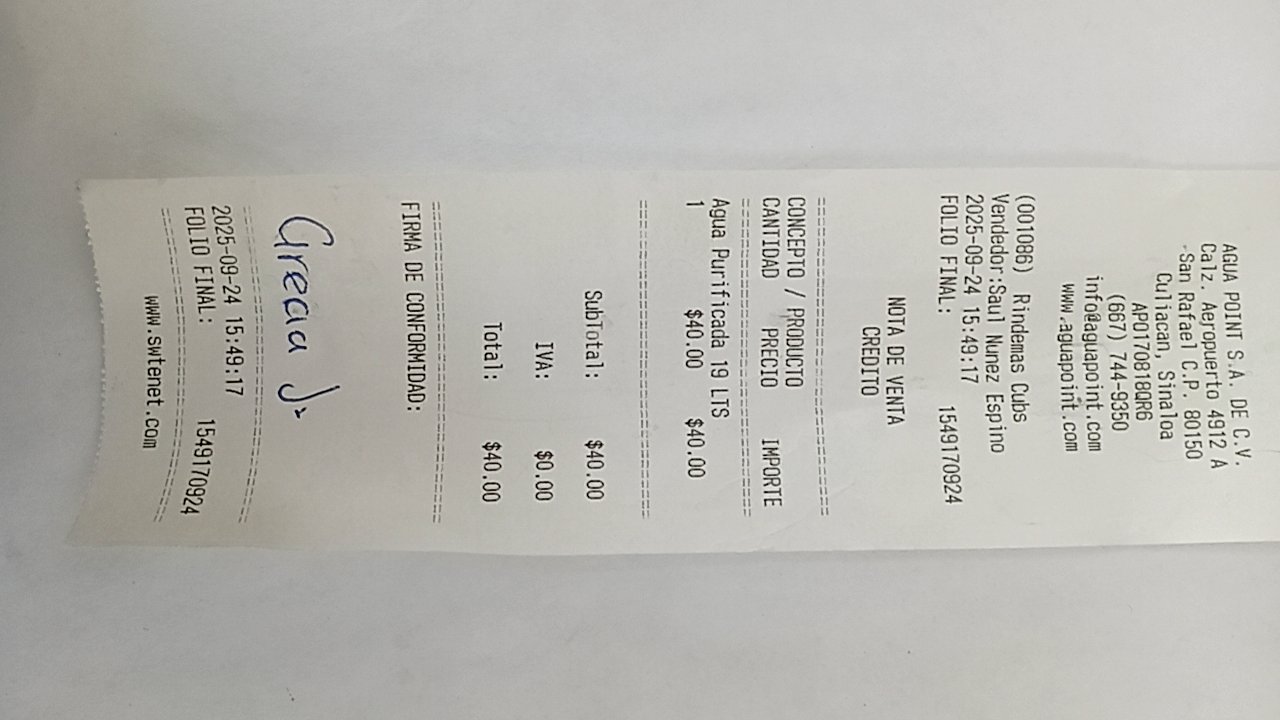 AGUA POINT S.A. DE C.V.
Calz. Aeropuerto 4912 A
San Rafael C.P. 80150
Culiacan, Sinaloa
APO170818QR6
(667) 744-9350
info@aguapoint.com
www.aguapoint.com
(001086) Rindemas Cubs
Vendedor:Saul Nunez Espino
2025-09-24 15:49:17
FOLIO FINAL: 1549170924
NOTA DE VENTA
CREDITO
CONCEPTO / PRODUCTO
CANTIDAD PRECIO IMPORTE
Agua Purificada 19 LTS
1 $40.00 $40.00
SubTotal: $40.00
IVA: $0.00
Total: $40.00
FIRMA DE CONFORMIDAD:
2025-09-24 15:49:17
FOLIO FINAL: 1549170924
www.swtenet.com